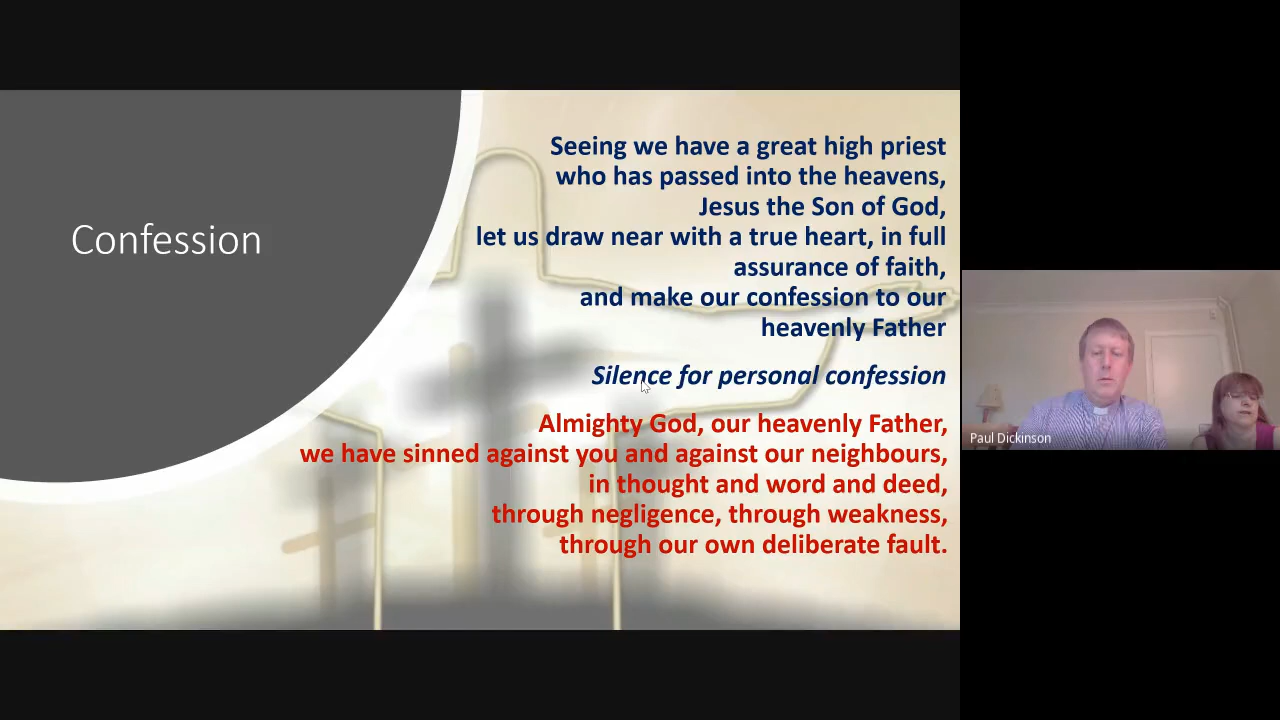 Confession
Seeing we have a great high priest
who has passed into the heavens,
Jesus the Son of God,
let us draw near with a true heart, in full
assurance of faith,
and make our confession to our
heavenly Father
Silence for personal confession
Almighty God, our heavenly Father,
we have sinned against you and against our neighbours,
in thought and word and deed,
through negligence, through weakness,
through our own deliberate fault.
Paul Dickinson